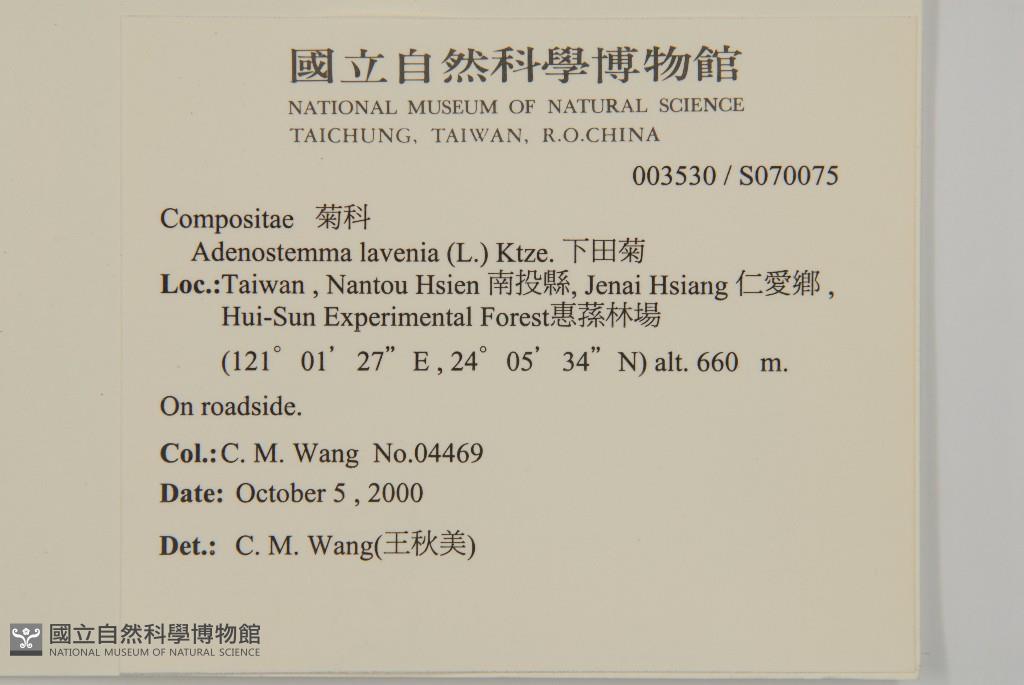 國立自然科學博物館
NATIONAL MUSEUM OF NATURAL SCIENCE
TAICHUNG, TAIWAN, R.O.CHINA
003530 / S070075
Compositae 菊科
Adenostemma lavenia (L.) Ktze. 下田菊
Loc.:Taiwan , Nantou Hsien 南投縣, Jenai Hsiang 仁愛鄉 ,
Hui-Sun Experimental Forest惠蓀林場
(121° 01’ 27” E , 24° 05’ 34” N) alt. 660 m.
On roadside.
Col.: C. M. Wang No.04469
Date: October 5 , 2000
Det.: C. M. Wang(王秋美)
國立自然科學博物館
NATIONAL MUSEUM OF NATURAL SCIENCE